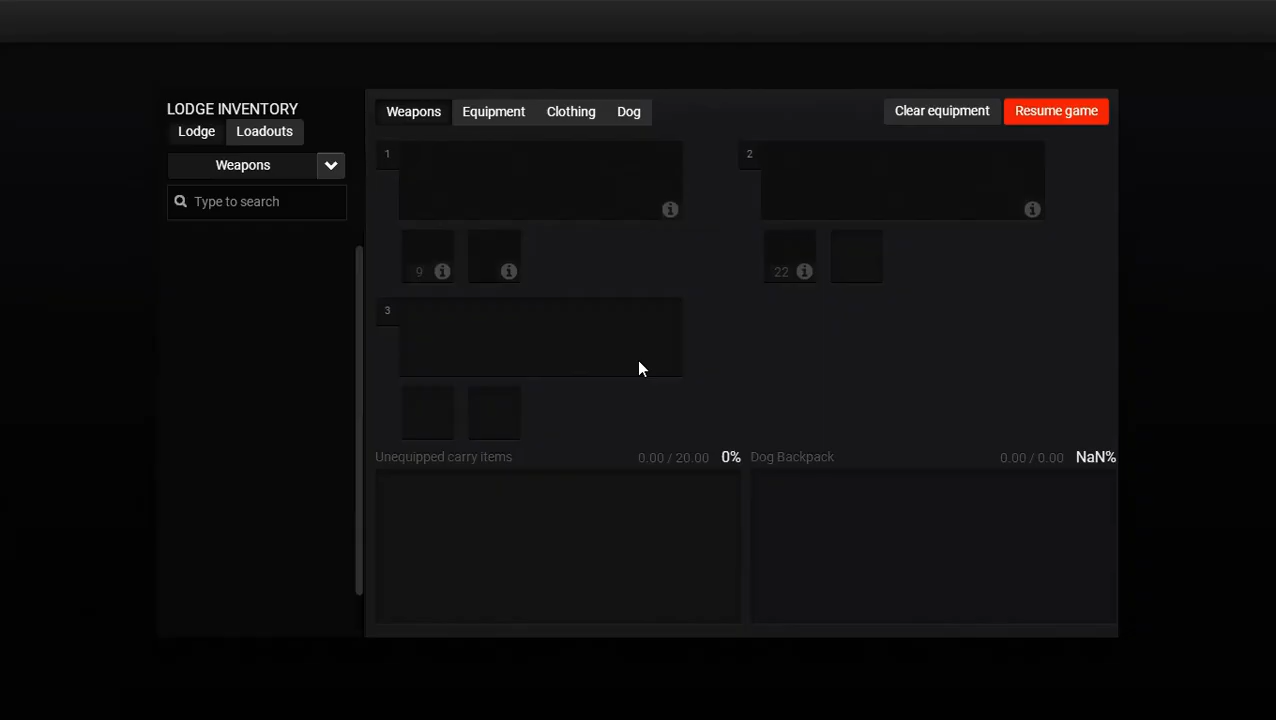 LODGE INVENTORY
Lodge Loadouts
Weapons
Type to search
Weapons Equipment Clothing Dog
Clear equipment Resume game
1
2
9
22
3
Unequipped carry items 0.00 / 20.00 0%
Dog Backpack 0.00 / 0.00 NaN%